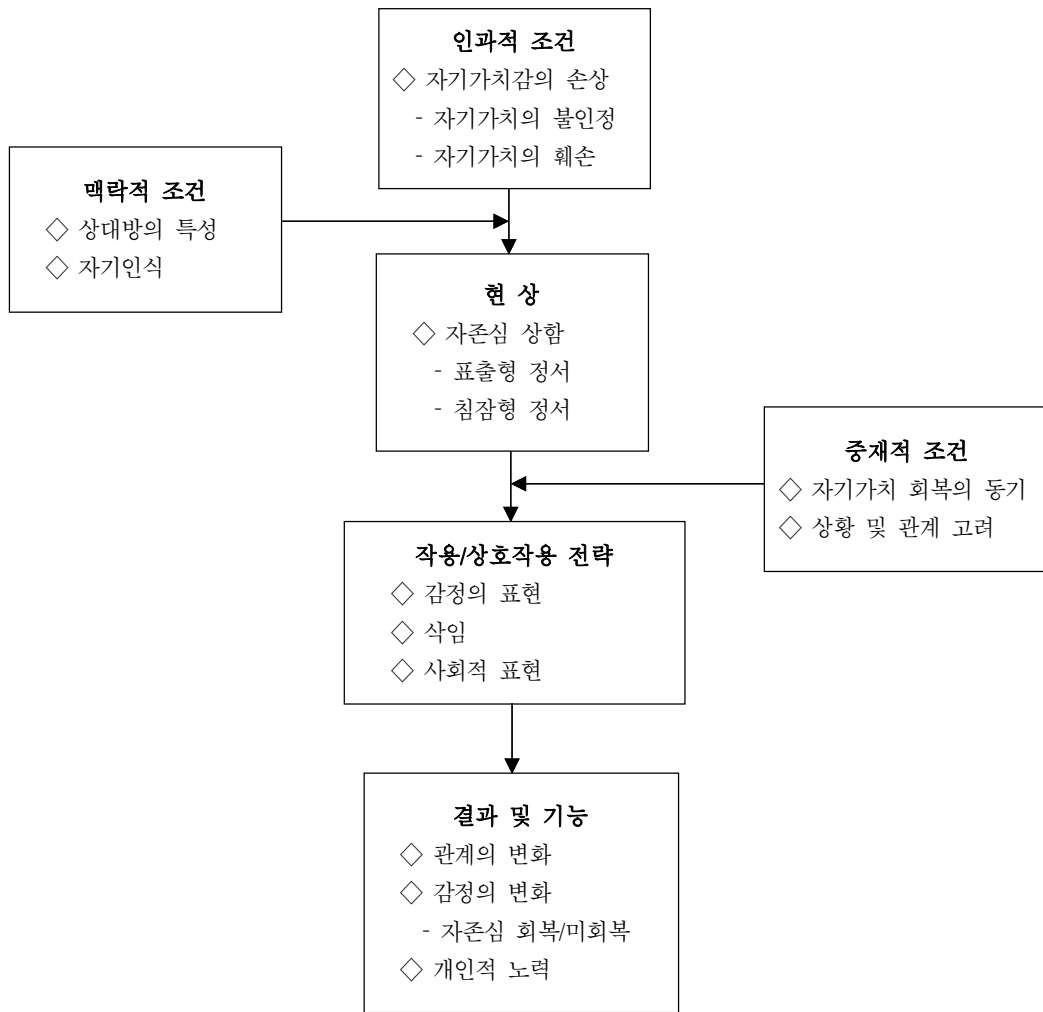 인과적 조건
◇ 자기가치감의 손상
- 자기가치의 불인정
- 자기가치의 훼손
맥락적 조건
◇ 상대방의 특성
◇ 자기인식
현 상
◇ 자존심 상함
- 표출형 정서
- 침잠형 정서
중재적 조건
◇ 자기가치 회복의 동기
◇ 상황 및 관계 고려
작용/상호작용 전략
◇ 감정의 표현
◇ 삭임
◇ 사회적 표현
결과 및 기능
◇ 관계의 변화
◇ 감정의 변화
- 자존심 회복/미회복
◇ 개인적 노력